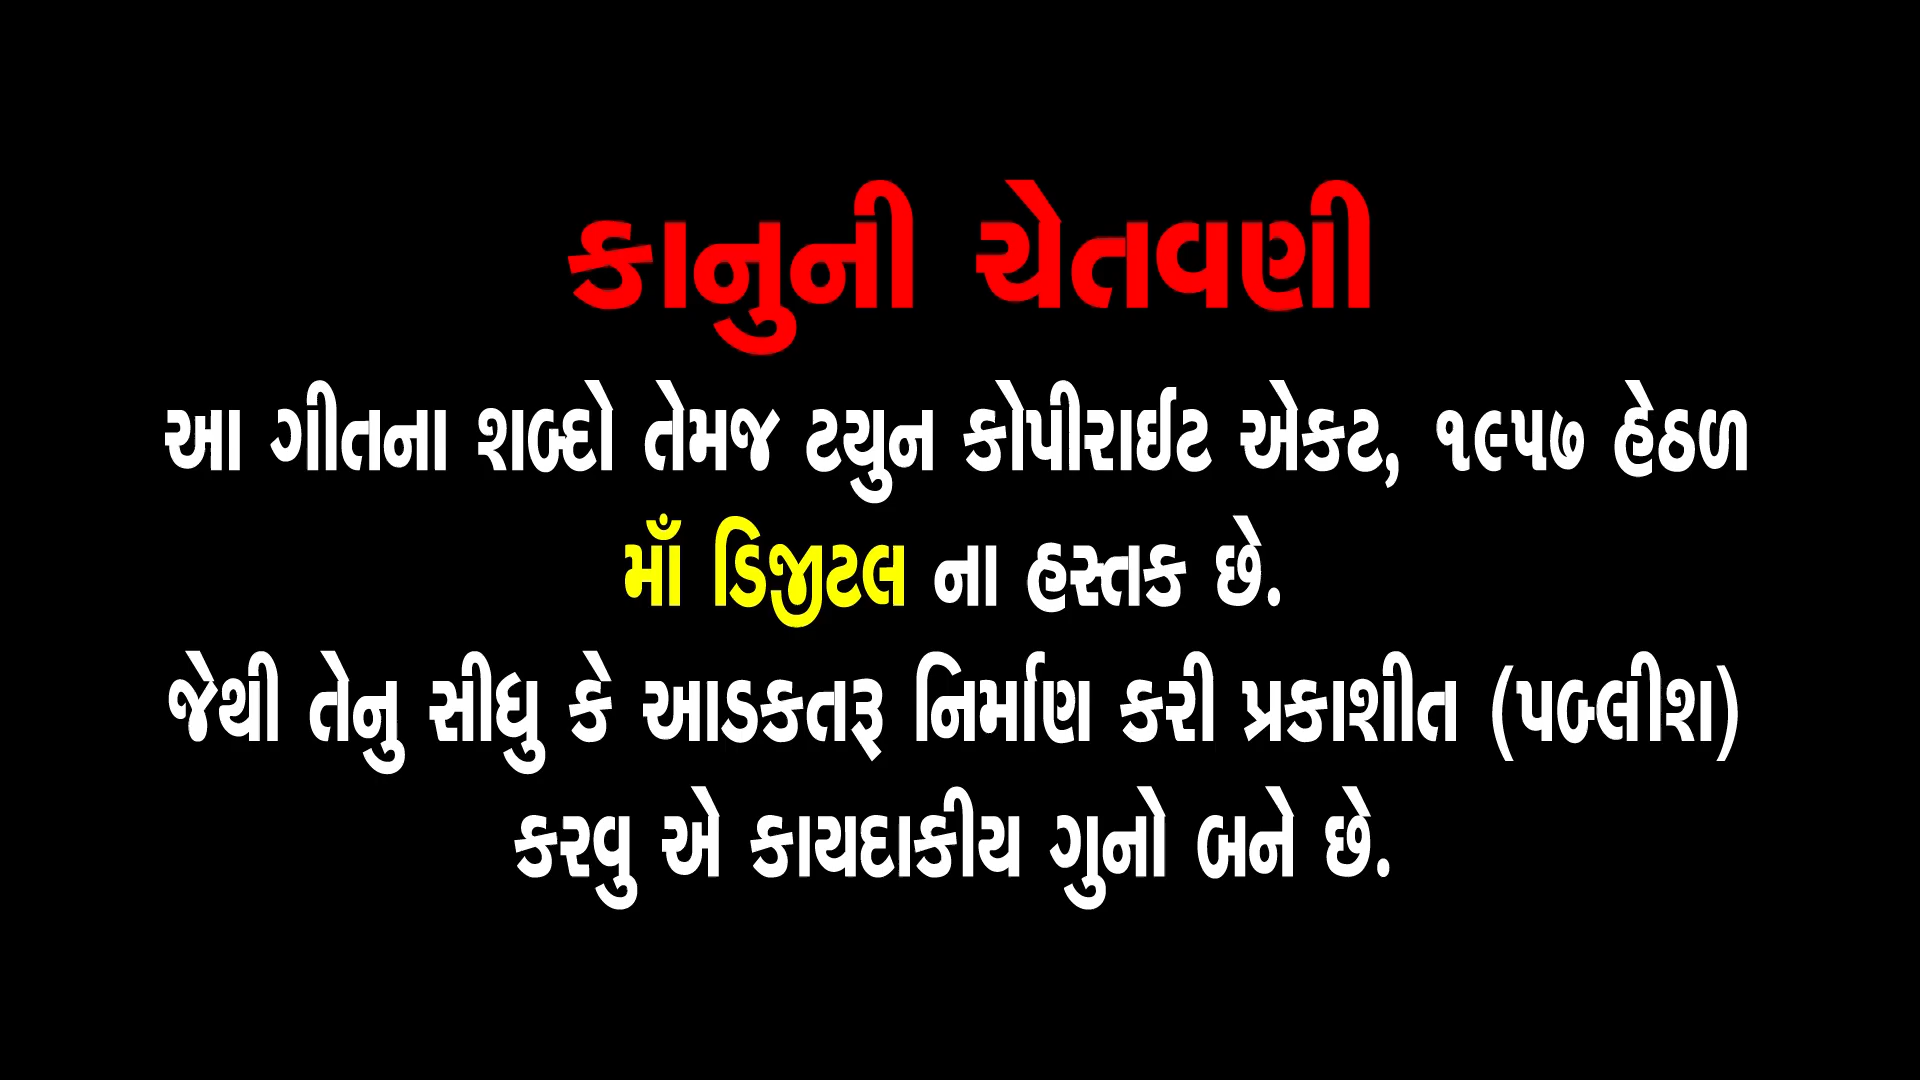 કાનુની ચેતવણી
આ ગીતના શબ્દો તેમજ ટયુન કોપીરાઈટ એકટ, ૧૯૫૭ હેઠળ
માઁ ડિજીટલ ના હસ્તક છે.
જેથી તેનુ સીધુ કે આડકતરૂ નિર્માણ કરી પ્રકાશીત (પબ્લીશ)
કરવુ એ કાયદાકીય ગુનો બને છે.